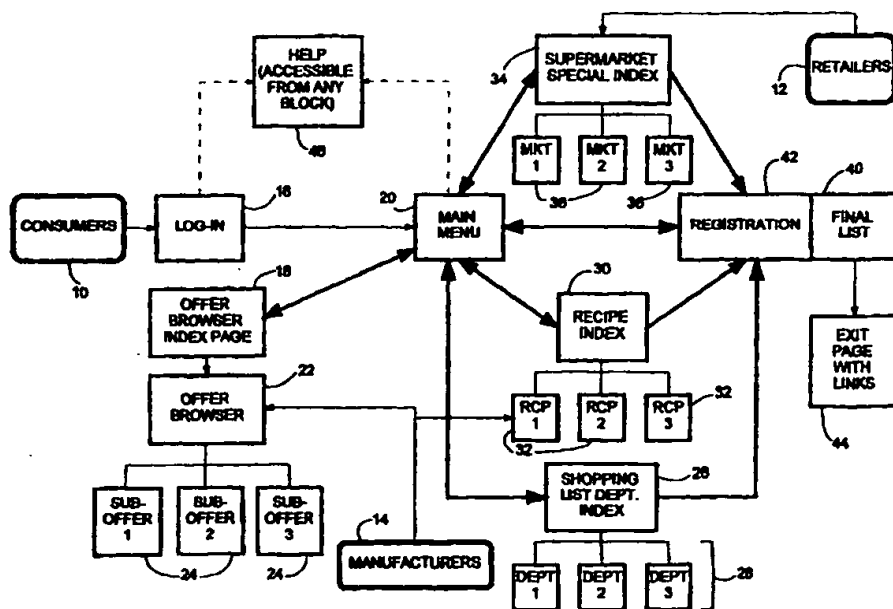 HELP
(ACCESSIBLE
FROM ANY
BLOCK)
46
34
SUPERMARKET
SPECIAL INDEX
RETAILERS
12
MKT
1
MKT
2
MKT
3
36
36
42
40
16
20
CONSUMERS
10
LOG-IN
MAIN
MENU
REGISTRATION
FINAL
LIST
18
OFFER
BROWSER
INDEX PAGE
30
RECIPE
INDEX
EXIT
PAGE
WITH
LINKS
44
22
OFFER
BROWSER
RCP
1
RCP
2
RCP
3
32
32
SUB-
OFFER
1
SUB-
OFFER
2
SUB-
OFFER
3
24
24
14
MANUFACTURERS
26
SHOPPING
LIST DEPT.
INDEX
DEPT
1
DEPT
2
DEPT
3
28